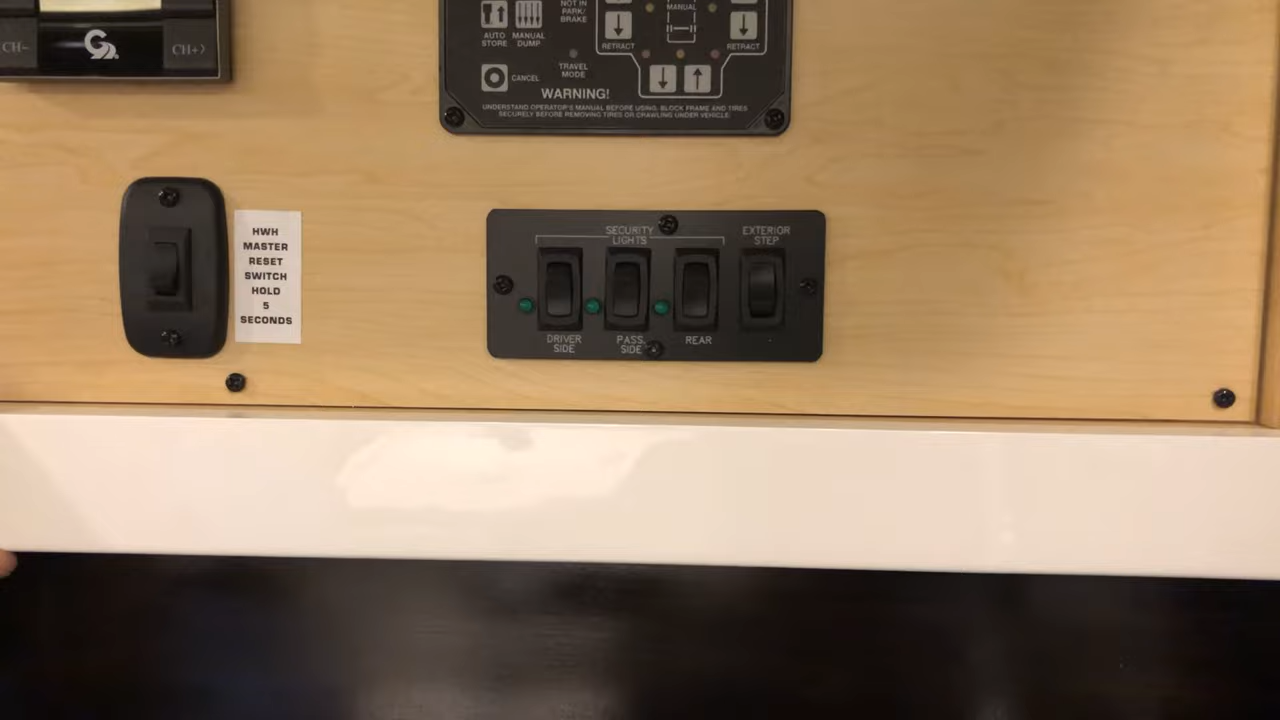 CH-
CH+
NOT IN
PARK/
BRAKE
MANUAL
AUTO
STORE
MANUAL
DUMP
RETRACT
RETRACT
TRAVEL
MODE
CANCEL
WARNING!
UNDERSTAND OPERATOR'S MANUAL BEFORE USING. BLOCK FRAME AND TIRES
SECURELY BEFORE REMOVING TIRES OR CRAWLING UNDER VEHICLE.
HWH
MASTER
RESET
SWITCH
HOLD
5
SECONDS
SECURITY
LIGHTS
EXTERIOR
STEP
DRIVER
SIDE
PASS.
SIDE
REAR